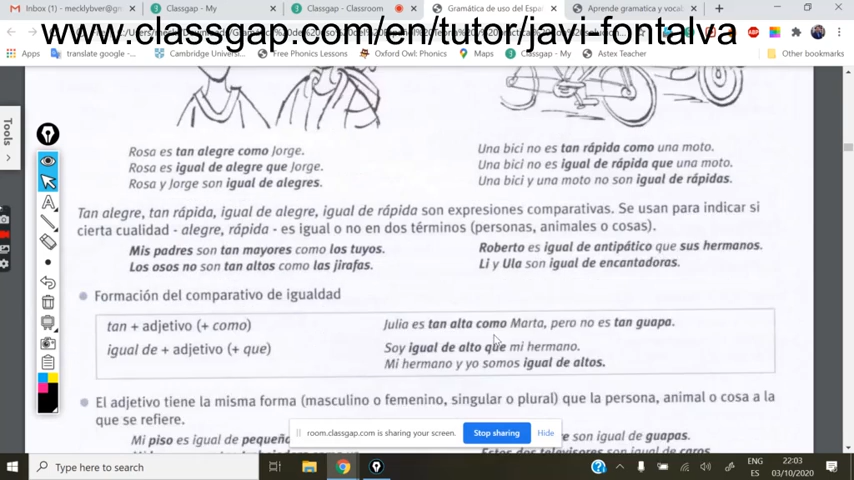 Inbox (1) - mecklybver@gmail.c
Classgap - My
Classgap - Classroom
Gramática de uso del Espar
Aprende gramática y vocal
www.classgap.com/en/tutor/javi-fontalva
Apps
translate google
Cambridge Univer...
Free Phonics Lessons
Oxford Owl: Phonics
Maps
Astex Teacher
Other bookmarks
Tools
Rosa es tan alegre como Jorge.
Rosa es igual de alegre que Jorge.
Rosa y Jorge son igual de alegres.
Una bici no es tan rápida como una moto.
Una bici no es igual de rápida que una moto.
Una bici y una moto no son igual de rápidas.
Tan alegre, tan rápida, igual de alegre, igual de rápida son expresiones comparativas. Se usan para indicar si
cierta cualidad - alegre, rápida - es igual o no en dos términos (personas, animales o cosas).
Mis padres son tan mayores como los tuyos.
Los osos no son tan altos como las jirafas.
Roberto es igual de antipático que sus hermanos.
Li y Ula son igual de encantadoras.
Formación del comparativo de igualdad
tan + adjetivo (+ como)
igual de + adjetivo (+ que)
Julia es tan alta como Marta, pero no es tan guapa.
Soy igual de alto que mi hermano.
Mi hermano y yo somos igual de altos.
El adjetivo tiene la misma forma (masculino o femenino, singular o plural) que la persona, animal o cosa a la
que se refiere.
Mi piso es igual de pequeño
son igual de guapas.
room.classgap.com is sharing your screen.
Stop sharing
Hide
Type here to search
ENG
ES
22:03
03/10/2020